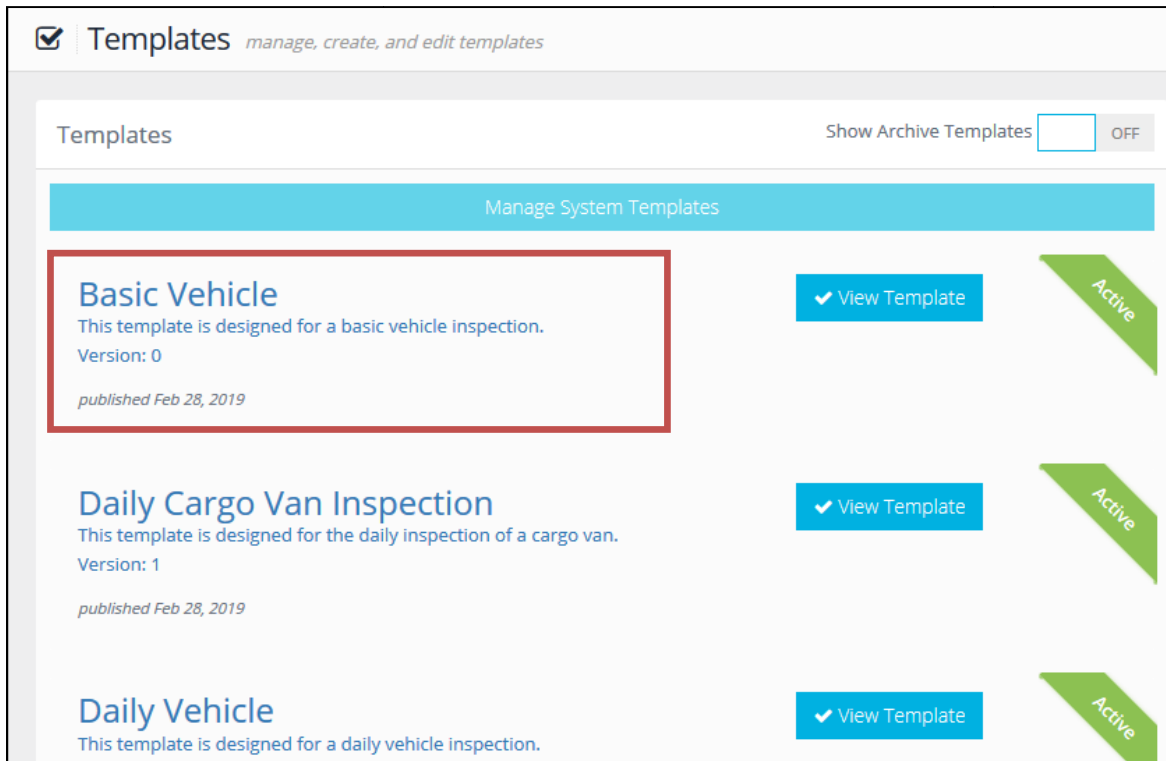 Templates manage, create, and edit templates
Templates
Show Archive Templates OFF
Manage System Templates
Basic Vehicle
This template is designed for a basic vehicle inspection.
Version: 0
published Feb 28, 2019
View Template
Active
Daily Cargo Van Inspection
This template is designed for the daily inspection of a cargo van.
Version: 1
published Feb 28, 2019
View Template
Active
Daily Vehicle
This template is designed for a daily vehicle inspection.
View Template
Active